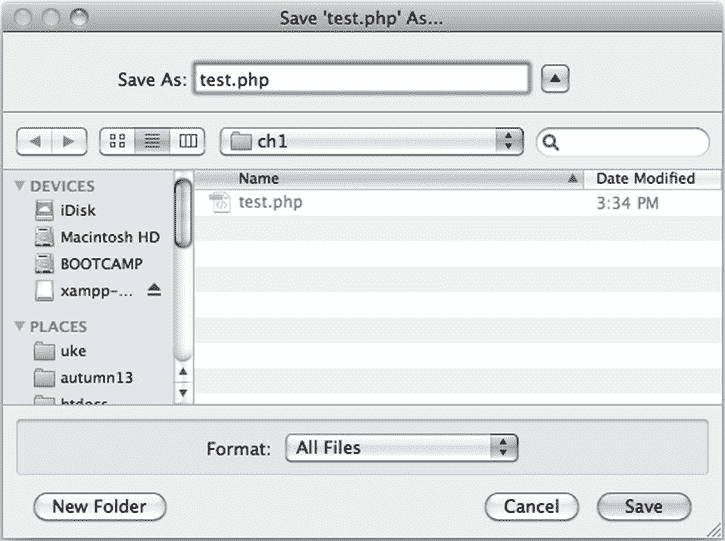 Save 'test.php' As...
Save As: test.php
ch1
Name Date Modified
test.php 3:34 PM
DEVICES
iDisk
Macintosh HD
BOOTCAMP
xampp-...
PLACES
uke
autumn13
htdocs
Format: All Files
New Folder Cancel Save